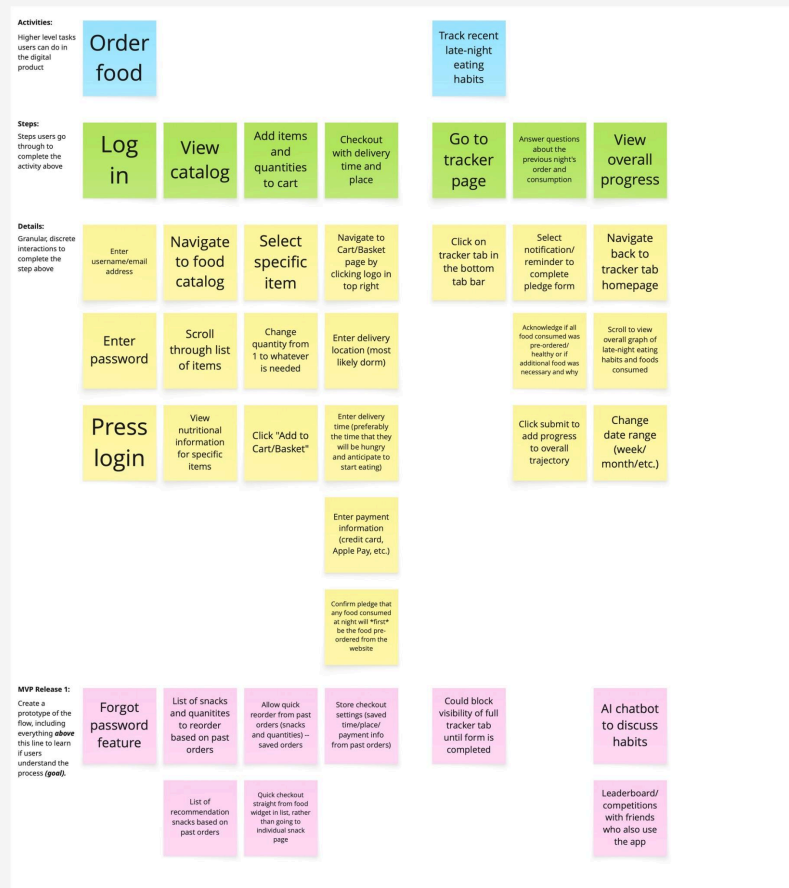 Activities:
Higher level tasks
users can do in
the digital
product
Order
food
Track recent
late-night
eating
habits
Steps:
Steps users go
through to
complete the
activity above
Log
in
View
catalog
Add items
and
quantities
to cart
Checkout
with delivery
time and
place
Go to
tracker
page
Answer questions
about the
previous night's
order and
consumption
View
overall
progress
Details:
Granular, discrete
interactions to
complete the
step above
Enter
username/email
address
Navigate
to food
catalog
Select
specific
item
Navigate to
Cart/Basket
page by
clicking logo in
top right
Click on
tracker tab in
the bottom
tab bar
Select
notification/
reminder to
complete
pledge form
Navigate
back to
tracker tab
homepage
Enter
password
Scroll
through list
of items
Change
quantity from
1 to whatever
is needed
Enter delivery
location (most
likely dorm)
Acknowledge if all
food consumed was
pre-ordered/
healthy or if
additional food was
necessary and why
Scroll to view
overall graph of
late-night eating
habits and foods
consumed
Press
login
View
nutritional
information
for specific
items
Click "Add to
Cart/Basket"
Enter delivery
time (preferably
the time that they
will be hungry
and anticipate to
start eating)
Click submit to
add progress
to overall
trajectory
Change
date range
(week/
month/etc.)
Enter payment
information
(credit card,
Apple Pay, etc.)
Confirm pledge that
any food consumed
at night will *first*
be the food pre-
ordered from the
website
MVP Release 1:
Create a
prototype of the
flow, including
everything above
this line to learn
if users
understand the
process (goal).
Forgot
password
feature
List of snacks
and quanitites
to reorder
based on past
orders
Allow quick
reorder from past
orders (snacks
and quantities) --
saved orders
Store checkout
settings (saved
time/place/
payment info
from past orders)
Could block
visibility of full
tracker tab
until form is
completed
AI chatbot
to discuss
habits
List of
recommendation
snacks based on
past orders
Quick checkout
straight from food
widget in list, rather
than going to
individual snack
page
Leaderboard/
competitions
with friends
who also use
the app